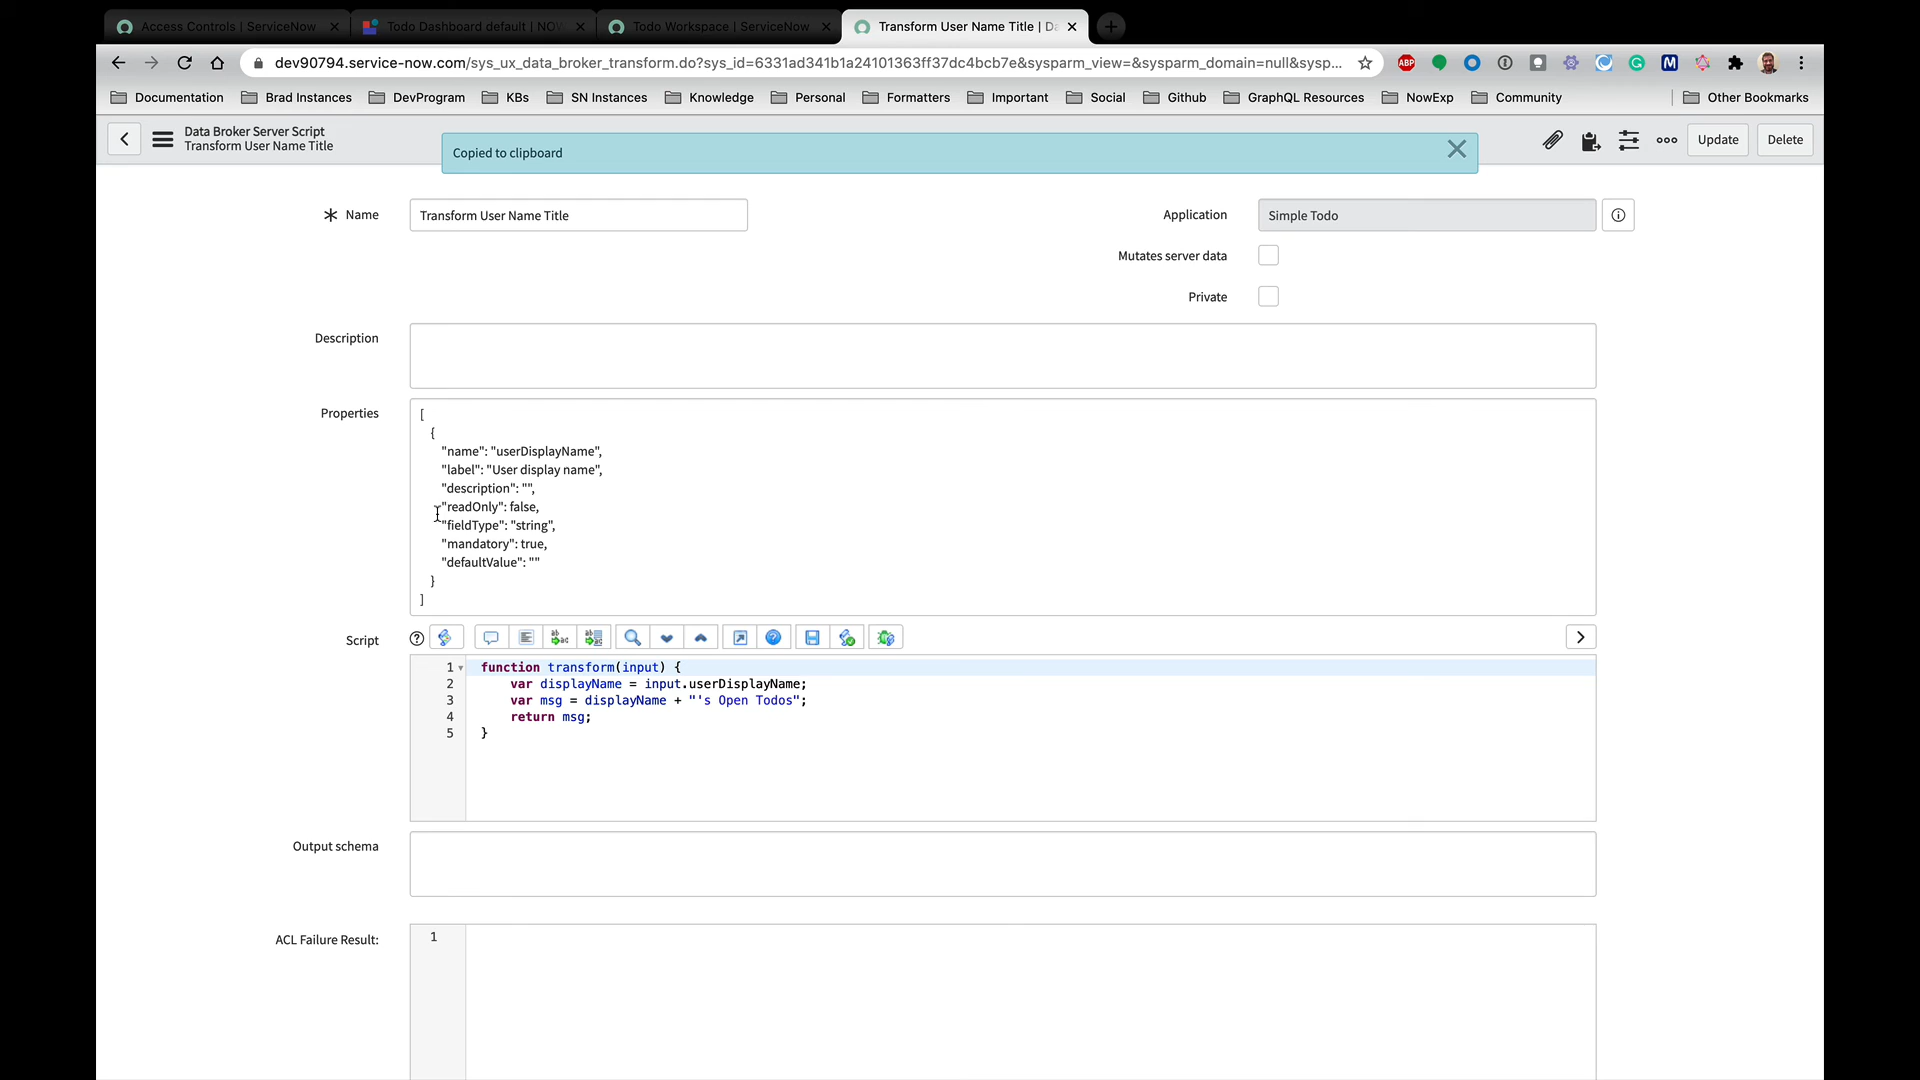 Access Controls | ServiceNow
Todo Dashboard default | NOW
Todo Workspace | ServiceNow
Transform User Name Title | Da
dev90794.service-now.com/sys_ux_data_broker_transform.do?sys_id=6331ad341b1a24101363ff37dc4bcb7e&sysparm_view=&sysparm_domain=null&sysp...
ABP
M
Documentation
Brad Instances
DevProgram
KBs
SN Instances
Knowledge
Personal
Formatters
Important
Social
Github
GraphQL Resources
NowExp
Community
Other Bookmarks
Data Broker Server Script
Transform User Name Title
Copied to clipboard
Update
Delete
Name
Transform User Name Title
Application
Simple Todo
Mutates server data
Private
Description
Properties
[
{
"name": "userDisplayName",
"label": "User display name",
"description": "",
"readOnly": false,
"fieldType": "string",
"mandatory": true,
"defaultValue": ""
}
]
Script
1 function transform(input) {
2 var displayName = input.userDisplayName;
3 var msg = displayName + "'s Open Todos";
4 return msg;
5 }
Output schema
ACL Failure Result:
1